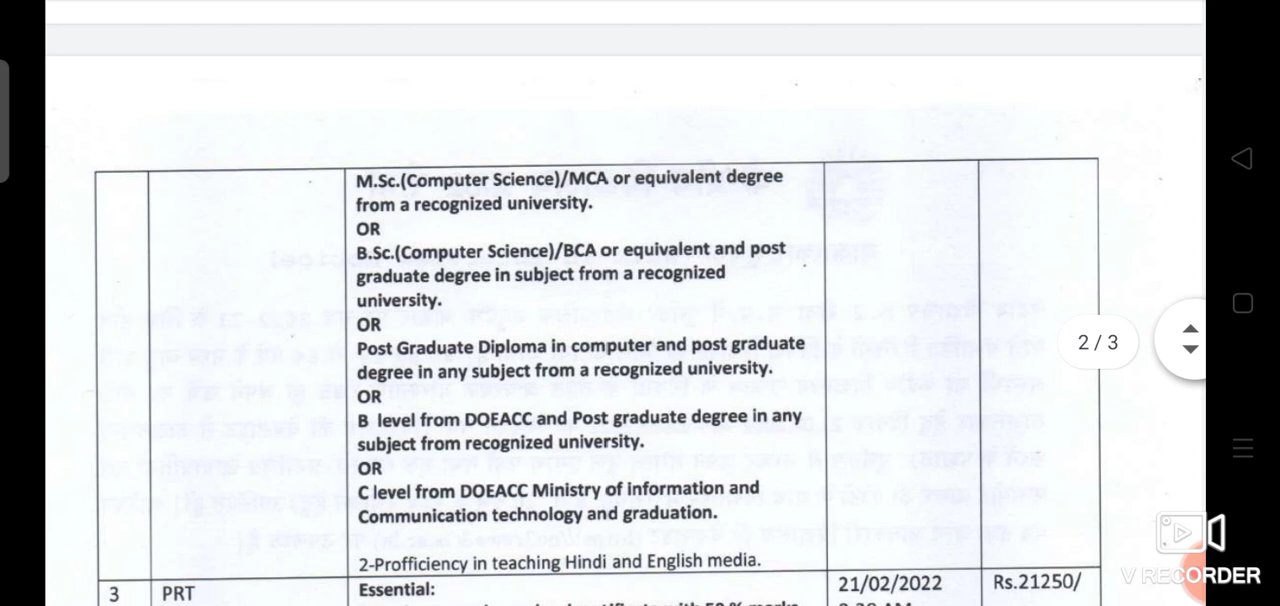 M.Sc.(Computer Science)/MCA or equivalent degree
from a recognized university.
OR
B.Sc.(Computer Science)/BCA or equivalent and post
graduate degree in subject from a recognized
university.
OR
Post Graduate Diploma in computer and post graduate
degree in any subject from a recognized university.
OR
B level from DOEACC and Post graduate degree in any
subject from recognized university.
OR
C level from DOEACC Ministry of information and
Communication technology and graduation.
2-Profficiency in teaching Hindi and English media.
3 PRT Essential: 21/02/2022 Rs.21250/
2 / 3
V RECORDER